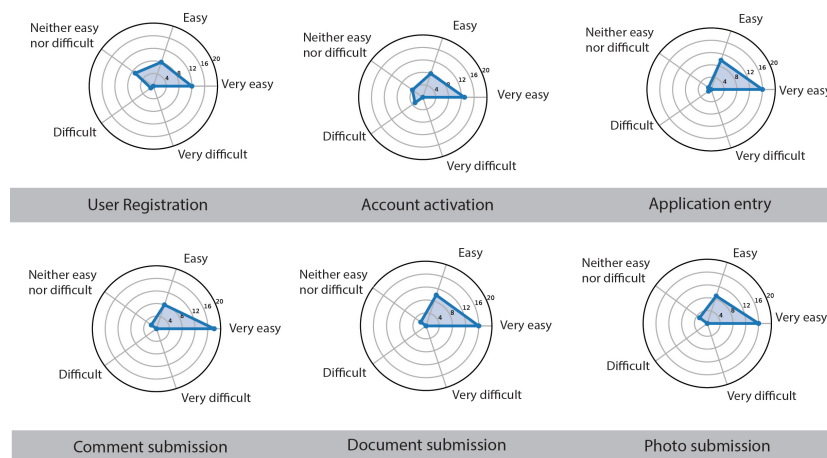 Easy
Neither easy
nor difficult
20
16
12
8
4
Very easy
Difficult
Very difficult
User Registration
Easy
Neither easy
nor difficult
20
16
12
8
4
Very easy
Difficult
Very difficult
Account activation
Easy
Neither easy
nor difficult
20
16
12
8
4
Very easy
Difficult
Very difficult
Application entry
Easy
Neither easy
nor difficult
20
16
12
8
4
Very easy
Difficult
Very difficult
Comment submission
Easy
Neither easy
nor difficult
20
16
12
8
4
Very easy
Difficult
Very difficult
Document submission
Easy
Neither easy
nor difficult
20
16
12
8
4
Very easy
Difficult
Very difficult
Photo submission